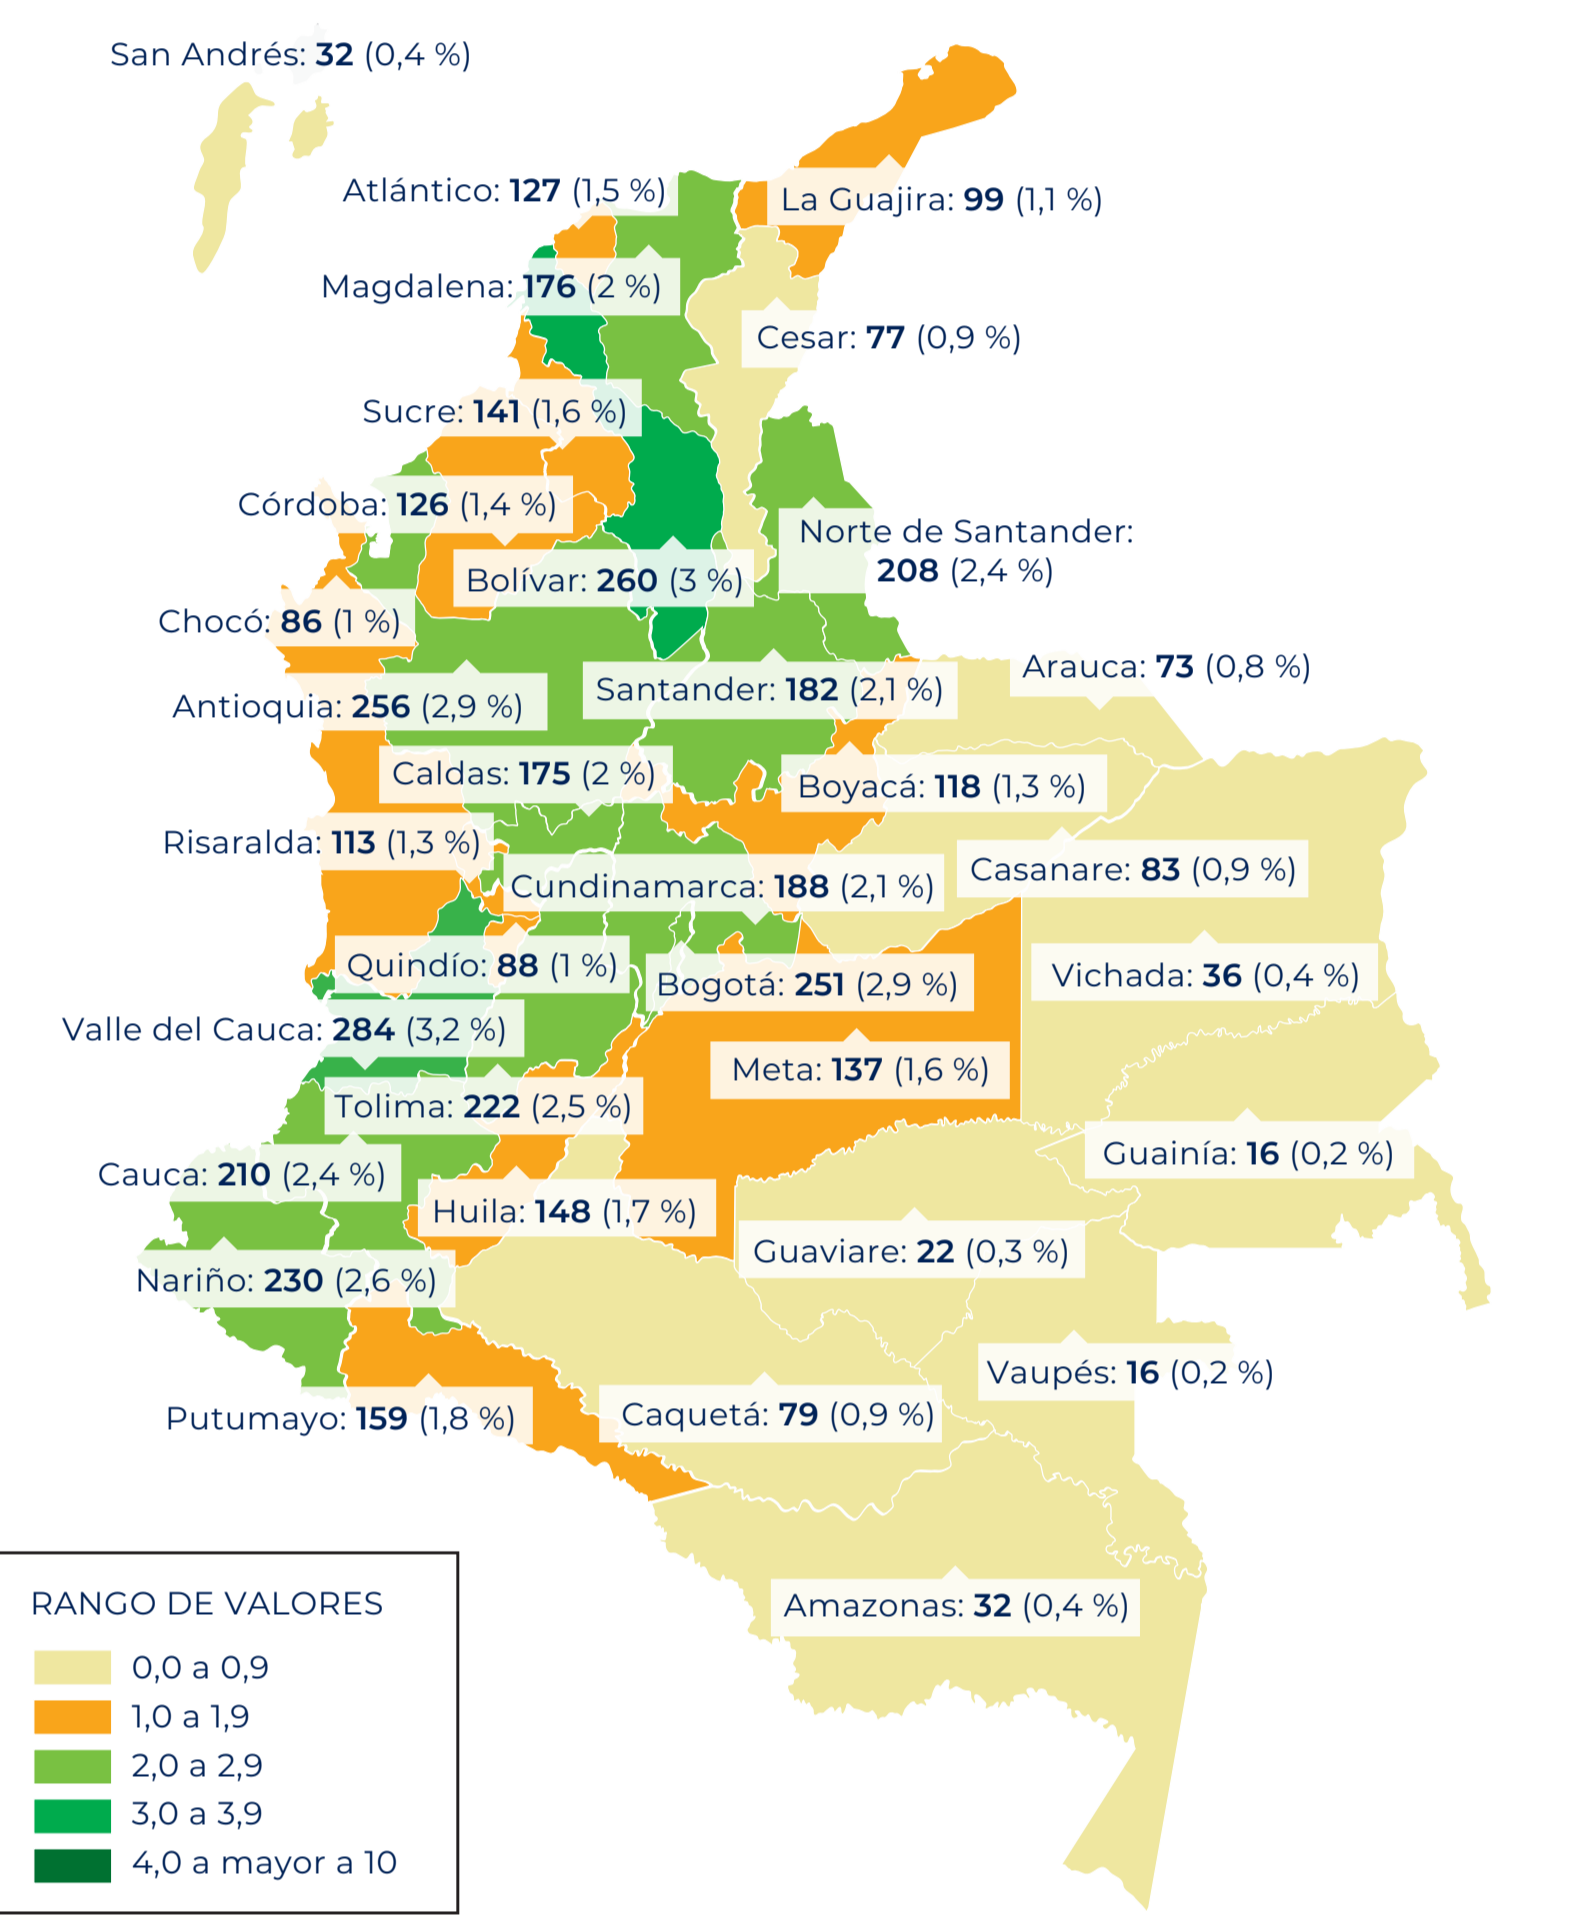 San Andrés: 32 (0,4 %)
Atlántico: 127 (1,5 %)
La Guajira: 99 (1,1 %)
Magdalena: 176 (2 %)
Cesar: 77 (0,9 %)
Sucre: 141 (1,6 %)
Córdoba: 126 (1,4 %)
Norte de Santander:
208 (2,4 %)
Bolívar: 260 (3 %)
Chocó: 86 (1 %)
Arauca: 73 (0,8 %)
Santander: 182 (2,1 %)
Antioquia: 256 (2,9 %)
Caldas: 175 (2 %)
Boyacá: 118 (1,3 %)
Risaralda: 113 (1,3 %)
Casanare: 83 (0,9 %)
Cundinamarca: 188 (2,1 %)
Quindío: 88 (1 %)
Vichada: 36 (0,4 %)
Bogotá: 251 (2,9 %)
Valle del Cauca: 284 (3,2 %)
Meta: 137 (1,6 %)
Tolima: 222 (2,5 %)
Guainía: 16 (0,2 %)
Cauca: 210 (2,4 %)
Huila: 148 (1,7 %)
Guaviare: 22 (0,3 %)
Nariño: 230 (2,6 %)
Vaupés: 16 (0,2 %)
Putumayo: 159 (1,8 %)
Caquetá: 79 (0,9 %)
Amazonas: 32 (0,4 %)
RANGO DE VALORES
0,0 a 0,9
1,0 a 1,9
2,0 a 2,9
3,0 a 3,9
4,0 a mayor a 10